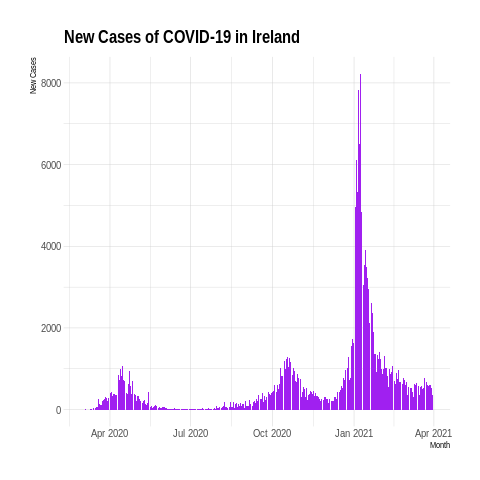 New Cases of COVID-19 in Ireland
New Cases
8000
6000
4000
2000
0
Apr 2020
Jul 2020
Oct 2020
Jan 2021
Apr 2021
Month